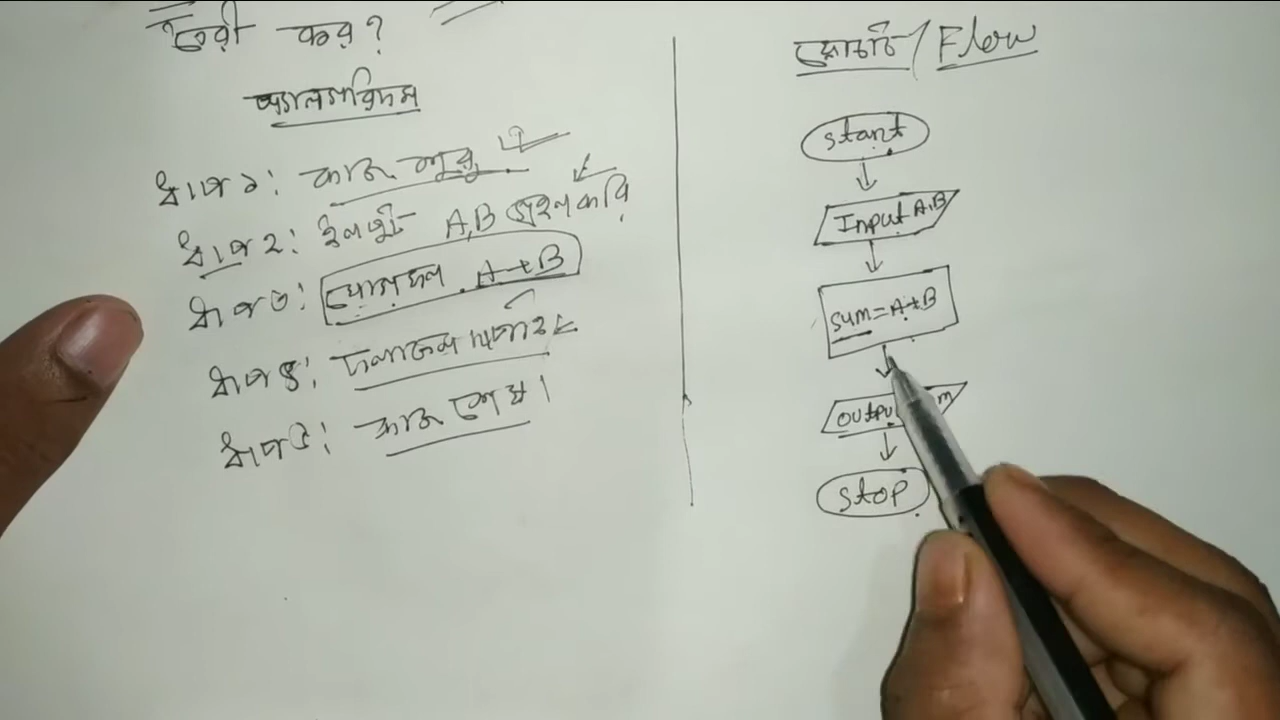 তৈরী কর?
অ্যালগরিদম
ধাপ ১: কাজ শুরু
ধাপ ২: ইনপুট A,B গ্রহণ করি
ধাপ ৩: যোগফল A+B
ধাপ ৪: ফলাফল
ধাপ ৫: কাজ শেষ।
ফ্লোচার্ট / Flow
start
Input A,B
sum=A+B
stop